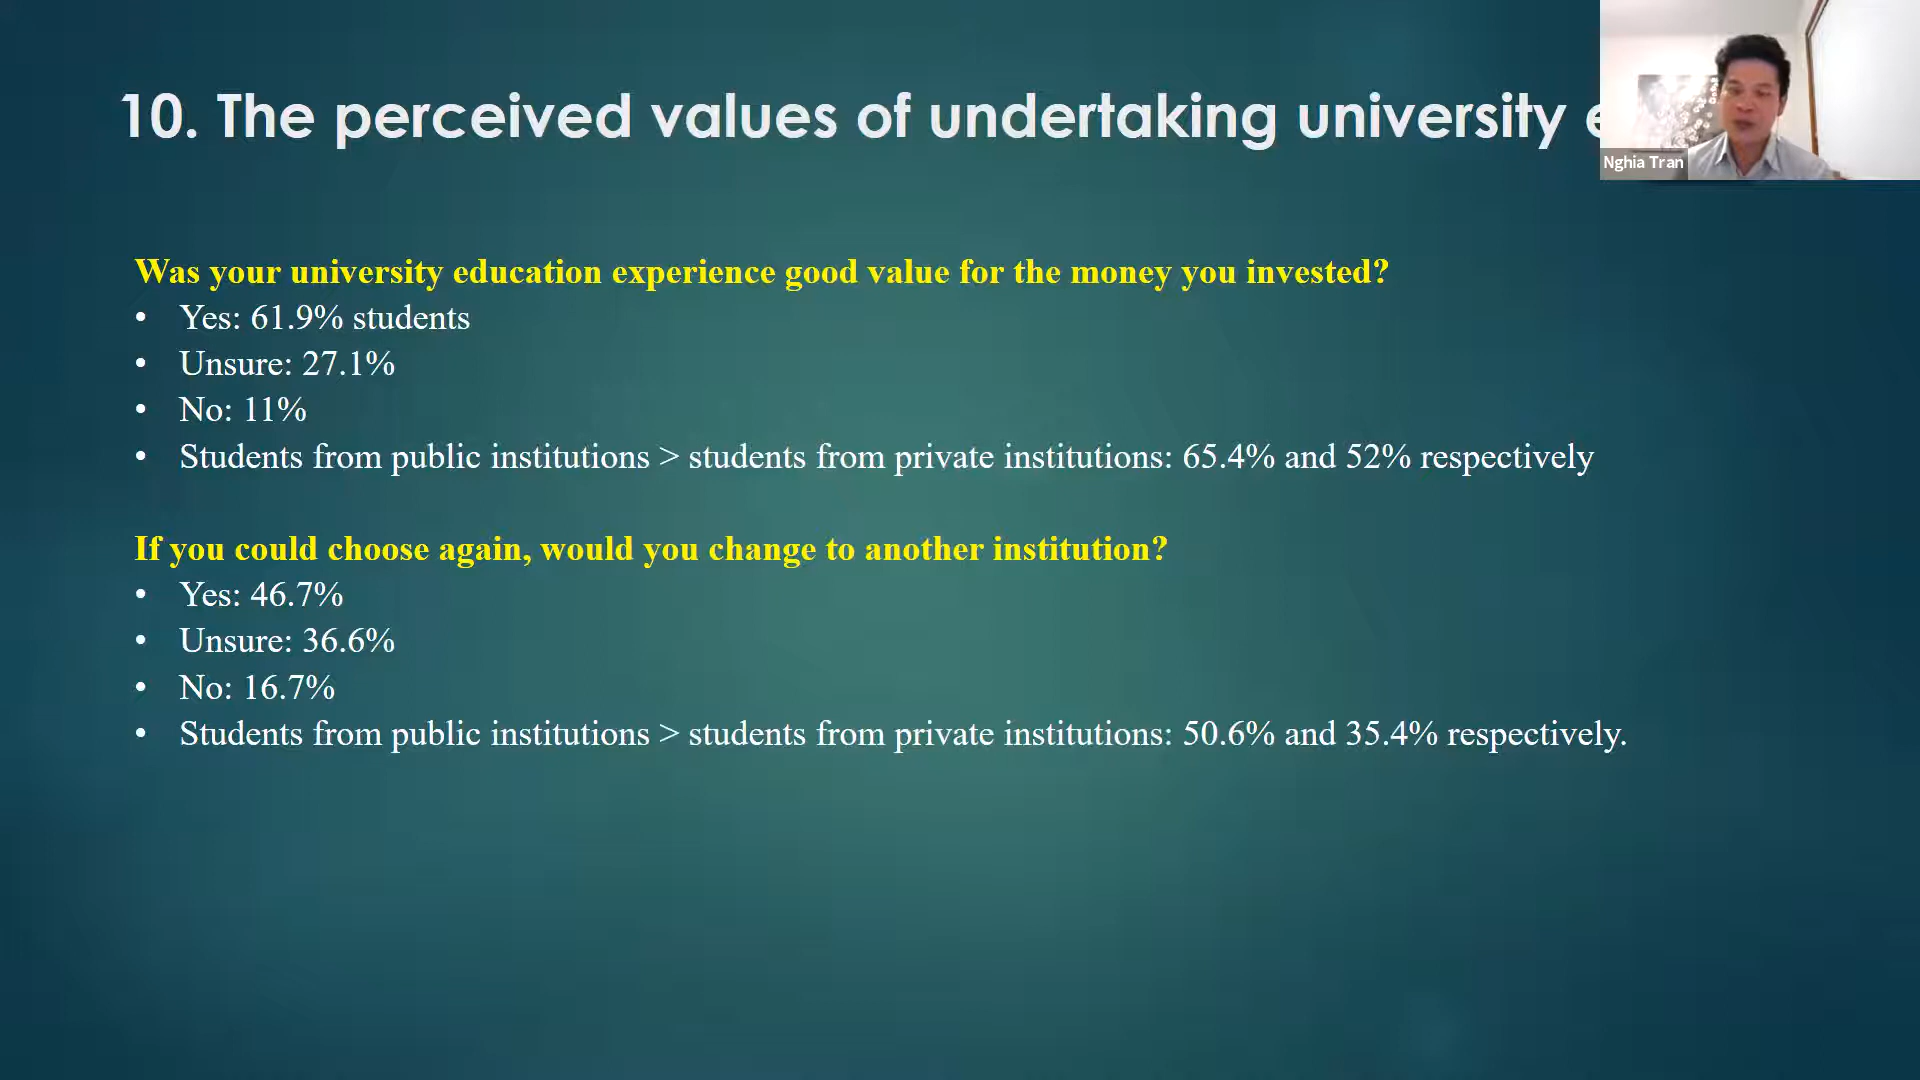 10. The perceived values of undertaking university
Nghia Tran
Was your university education experience good value for the money you invested?
• Yes: 61.9% students
• Unsure: 27.1%
• No: 11%
• Students from public institutions > students from private institutions: 65.4% and 52% respectively
If you could choose again, would you change to another institution?
• Yes: 46.7%
• Unsure: 36.6%
• No: 16.7%
• Students from public institutions > students from private institutions: 50.6% and 35.4% respectively.